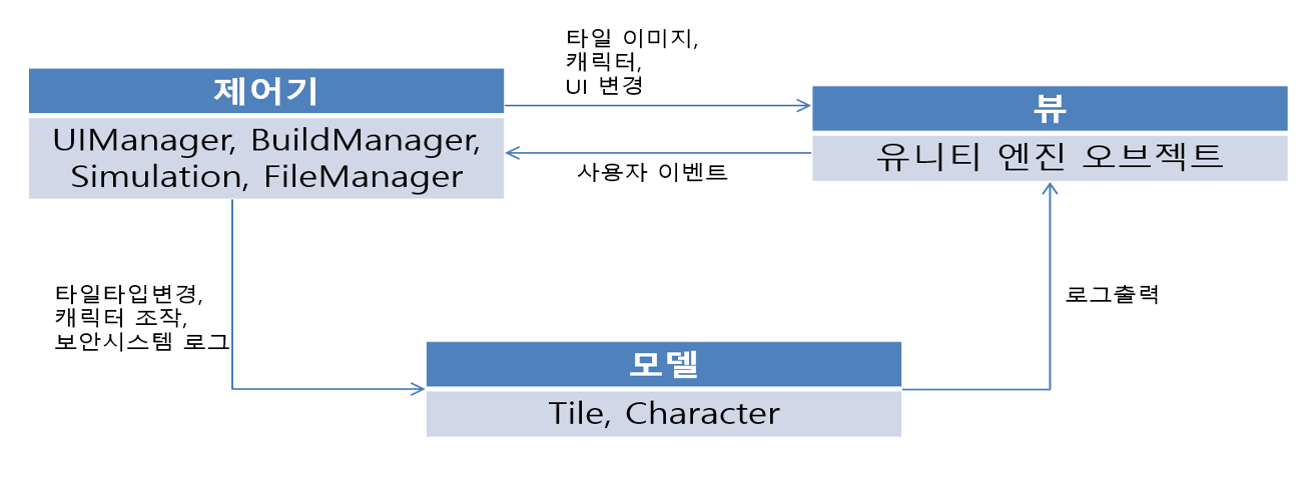 타일 이미지,
캐릭터,
UI 변경
제어기
UIManager, BuildManager,
Simulation, FileManager
뷰
유니티 엔진 오브젝트
사용자 이벤트
타일타입변경,
캐릭터 조작,
보안시스템 로그
로그출력
모델
Tile, Character